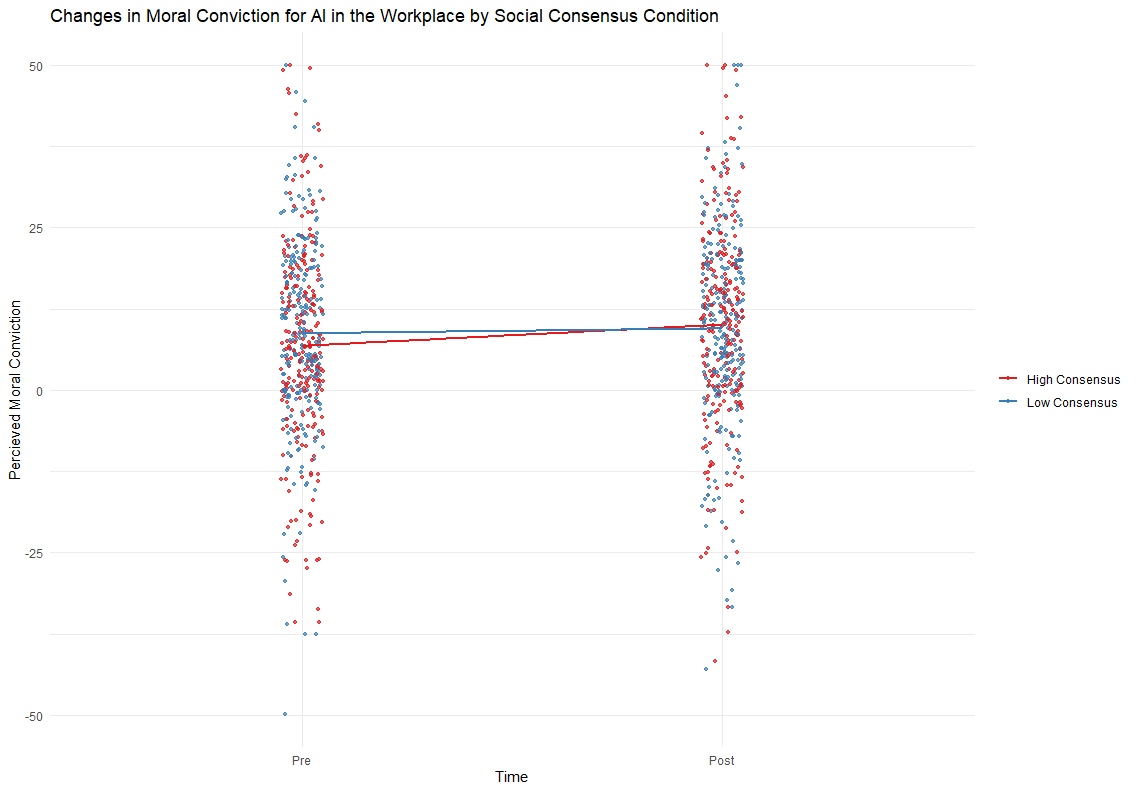 Changes in Moral Conviction for AI in the Workplace by Social Consensus Condition
50
25
0
-25
-50
Percieved Moral Conviction
Pre
Post
Time
High Consensus
Low Consensus